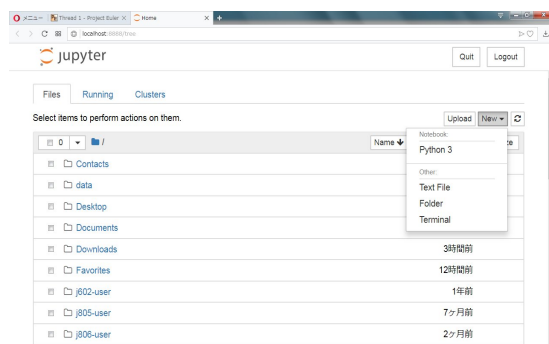 メニュー Thread 1 - Project Euler × Home × +
localhost:8888/tree
jupyter Quit Logout
Files Running Clusters
Select items to perform actions on them. Upload New
0 / Name ze
Notebook:
Python 3
Other:
Text File
Folder
Terminal
Contacts
data
Desktop
Documents
Downloads 3時間前
Favorites 12時間前
j602-user 1年前
j805-user 7ヶ月前
j806-user 2ヶ月前